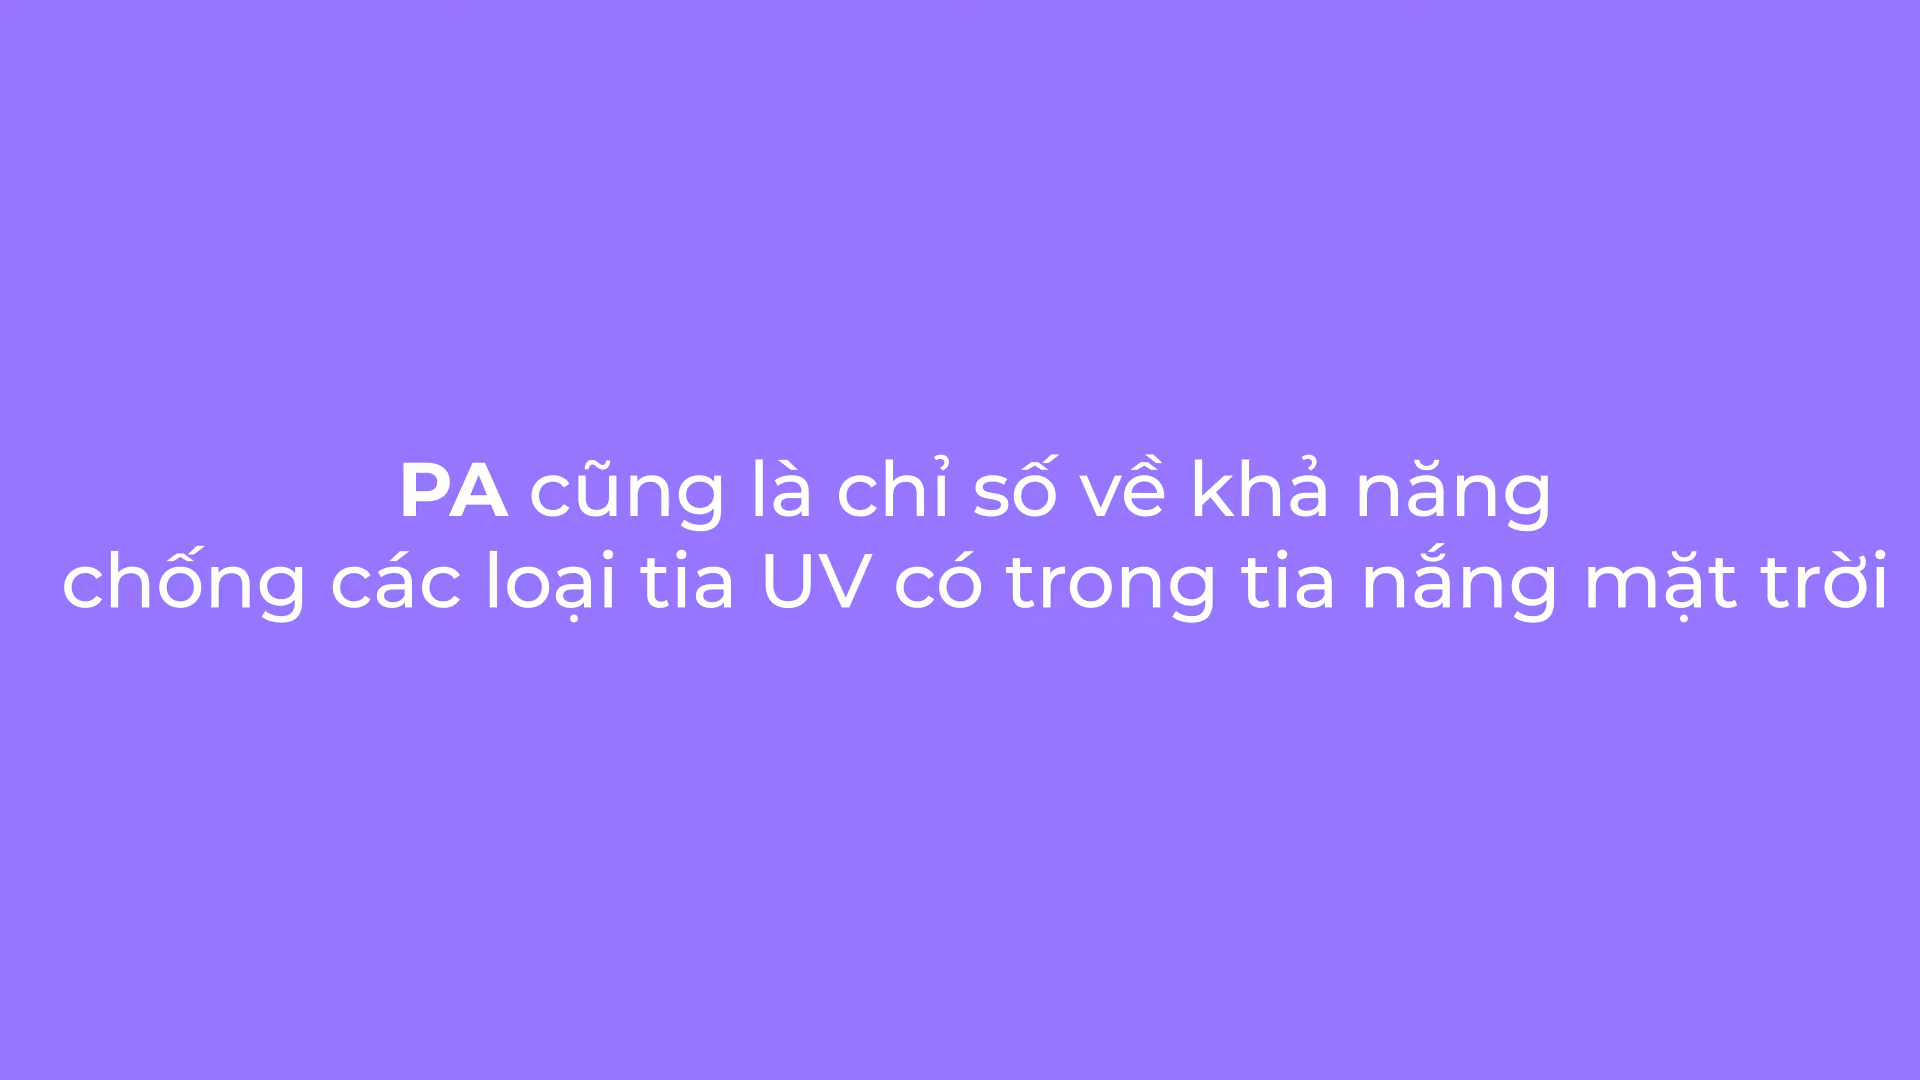 PA cũng là chỉ số về khả năng
chống các loại tia UV có trong tia nắng mặt trời